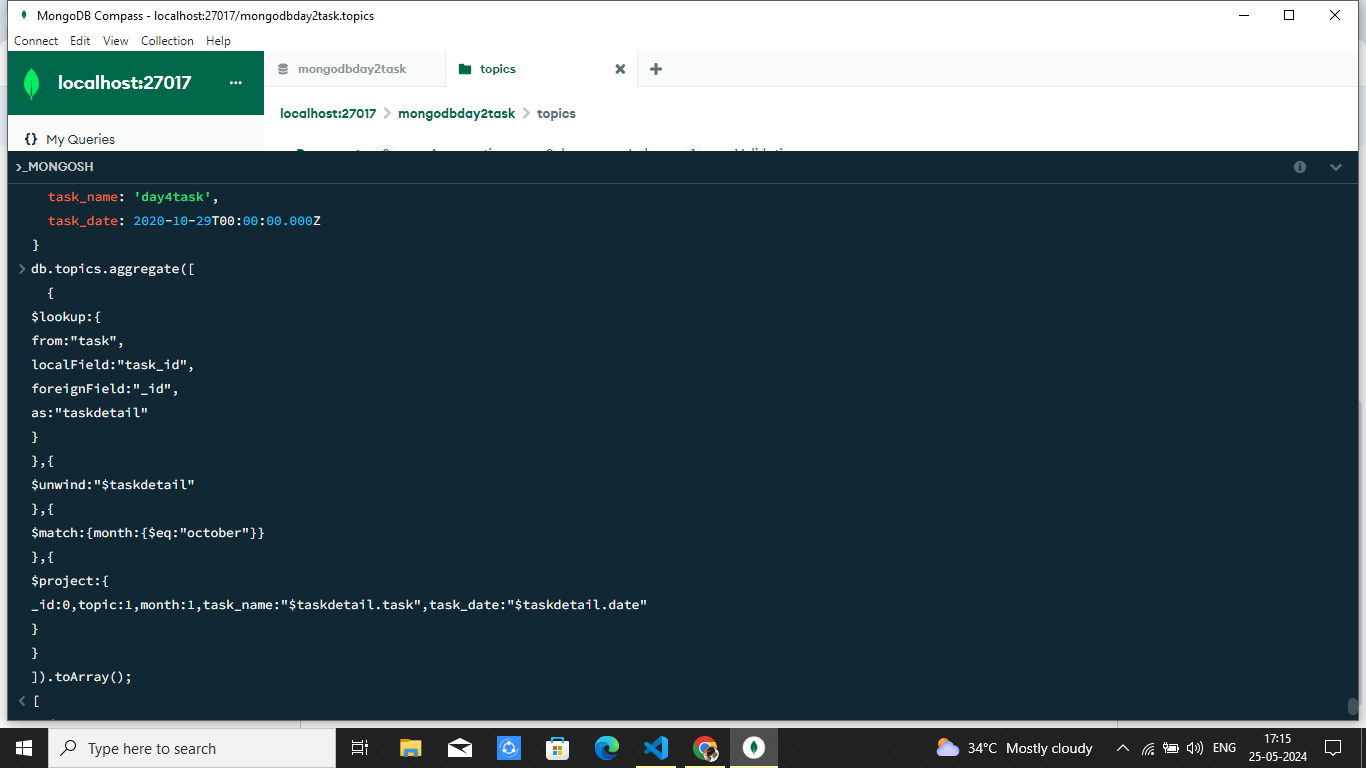 MongoDB Compass - localhost:27017/mongodbday2task.topics
Connect Edit View Collection Help
localhost:27017 ...
mongodbday2task
topics
localhost:27017 > mongodbday2task > topics
{} My Queries
>_MONGOSH
task_name: 'day4task',
task_date: 2020-10-29T00:00:00.000Z
}
> db.topics.aggregate([
{
$lookup:{
from:"task",
localField:"task_id",
foreignField:"_id",
as:"taskdetail"
}
},{
$unwind:"$taskdetail"
},{
$match:{month:{$eq:"october"}}
},{
$project:{
_id:0,topic:1,month:1,task_name:"$taskdetail.task",task_date:"$taskdetail.date"
}
}
]).toArray();
< [
Type here to search
34°C Mostly cloudy
ENG
17:15
25-05-2024